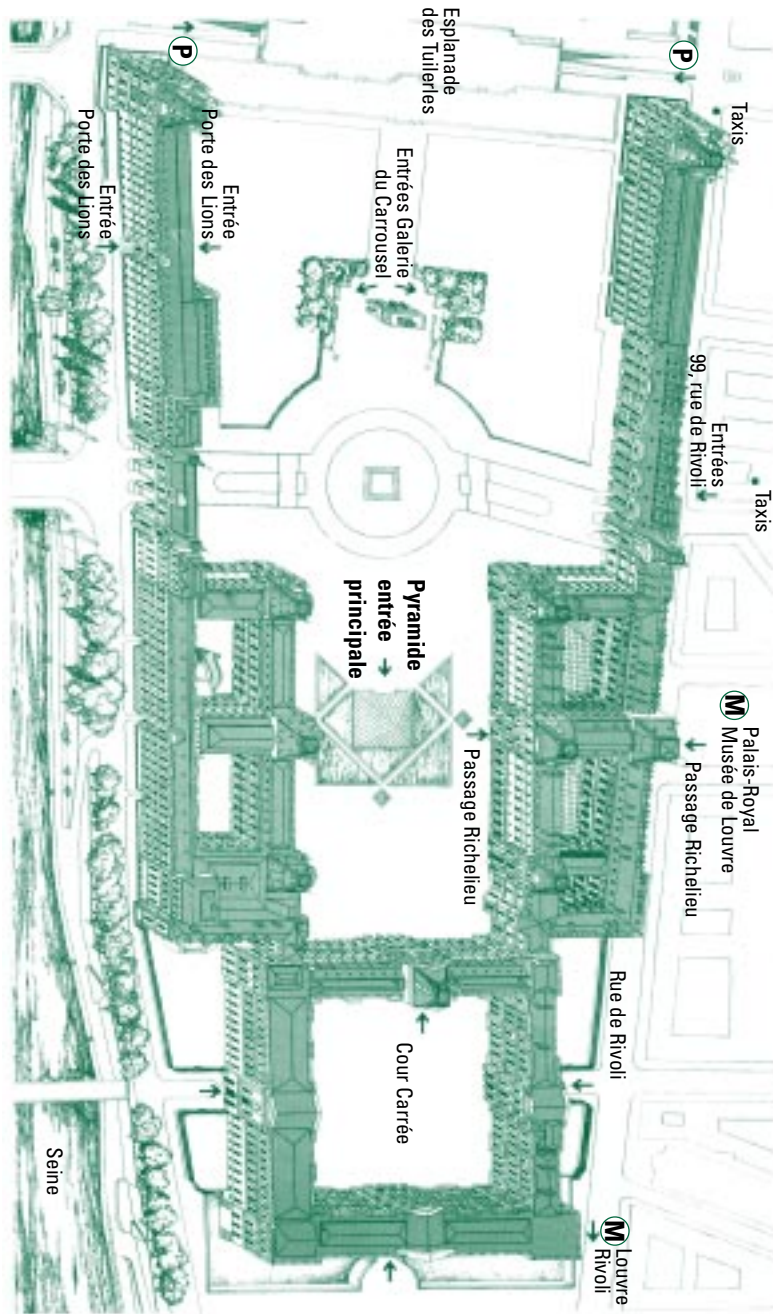 Taxis
Taxis
M
Palais-Royal
Musée de Louvre
Passage Richelieu
Entrées
99, rue de Rivoli
P
Rue de Rivoli
M
Louvre
Rivoli
Passage Richelieu
Esplanade
des Tuilerles
Entrées Galerie
du Carrousel
Pyramide
entrée
principale
Cour Carrée
P
Entrée
Porte des Lions
Entrée
Porte des Lions
Seine